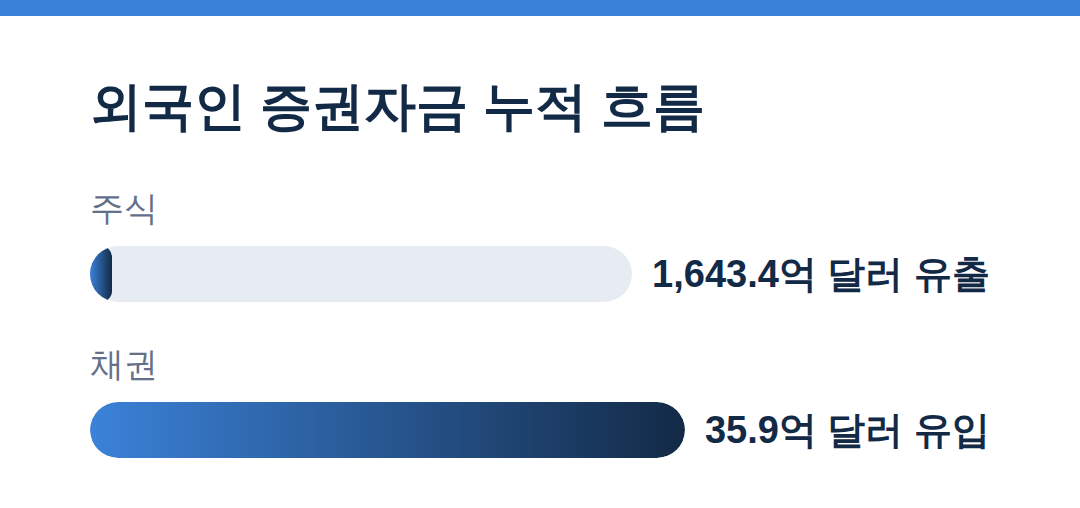 외국인 증권자금 누적 흐름
주식
1,643.4억 달러 유출
채권
35.9억 달러 유입